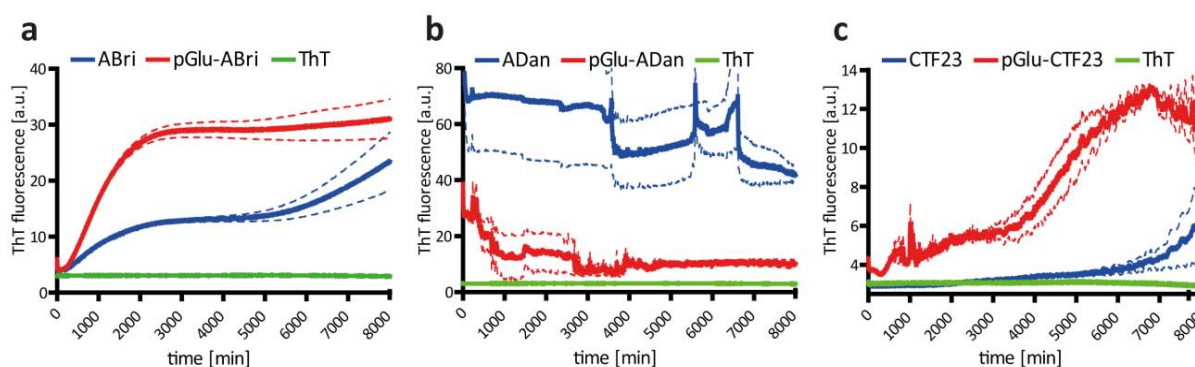 a
ABri pGlu-ABri ThT
ThT fluorescence [a.u.]
40
30
20
10
0
0 1000 2000 3000 4000 5000 6000 7000 8000
time [min]
b
ADan pGlu-ADan ThT
ThT fluorescence [a.u.]
80
60
40
20
0
0 1000 2000 3000 4000 5000 6000 7000 8000
time [min]
c
CTF23 pGlu-CTF23 ThT
ThT fluorescence [a.u.]
14
12
10
8
6
4
0 1000 2000 3000 4000 5000 6000 7000 8000
time [min]